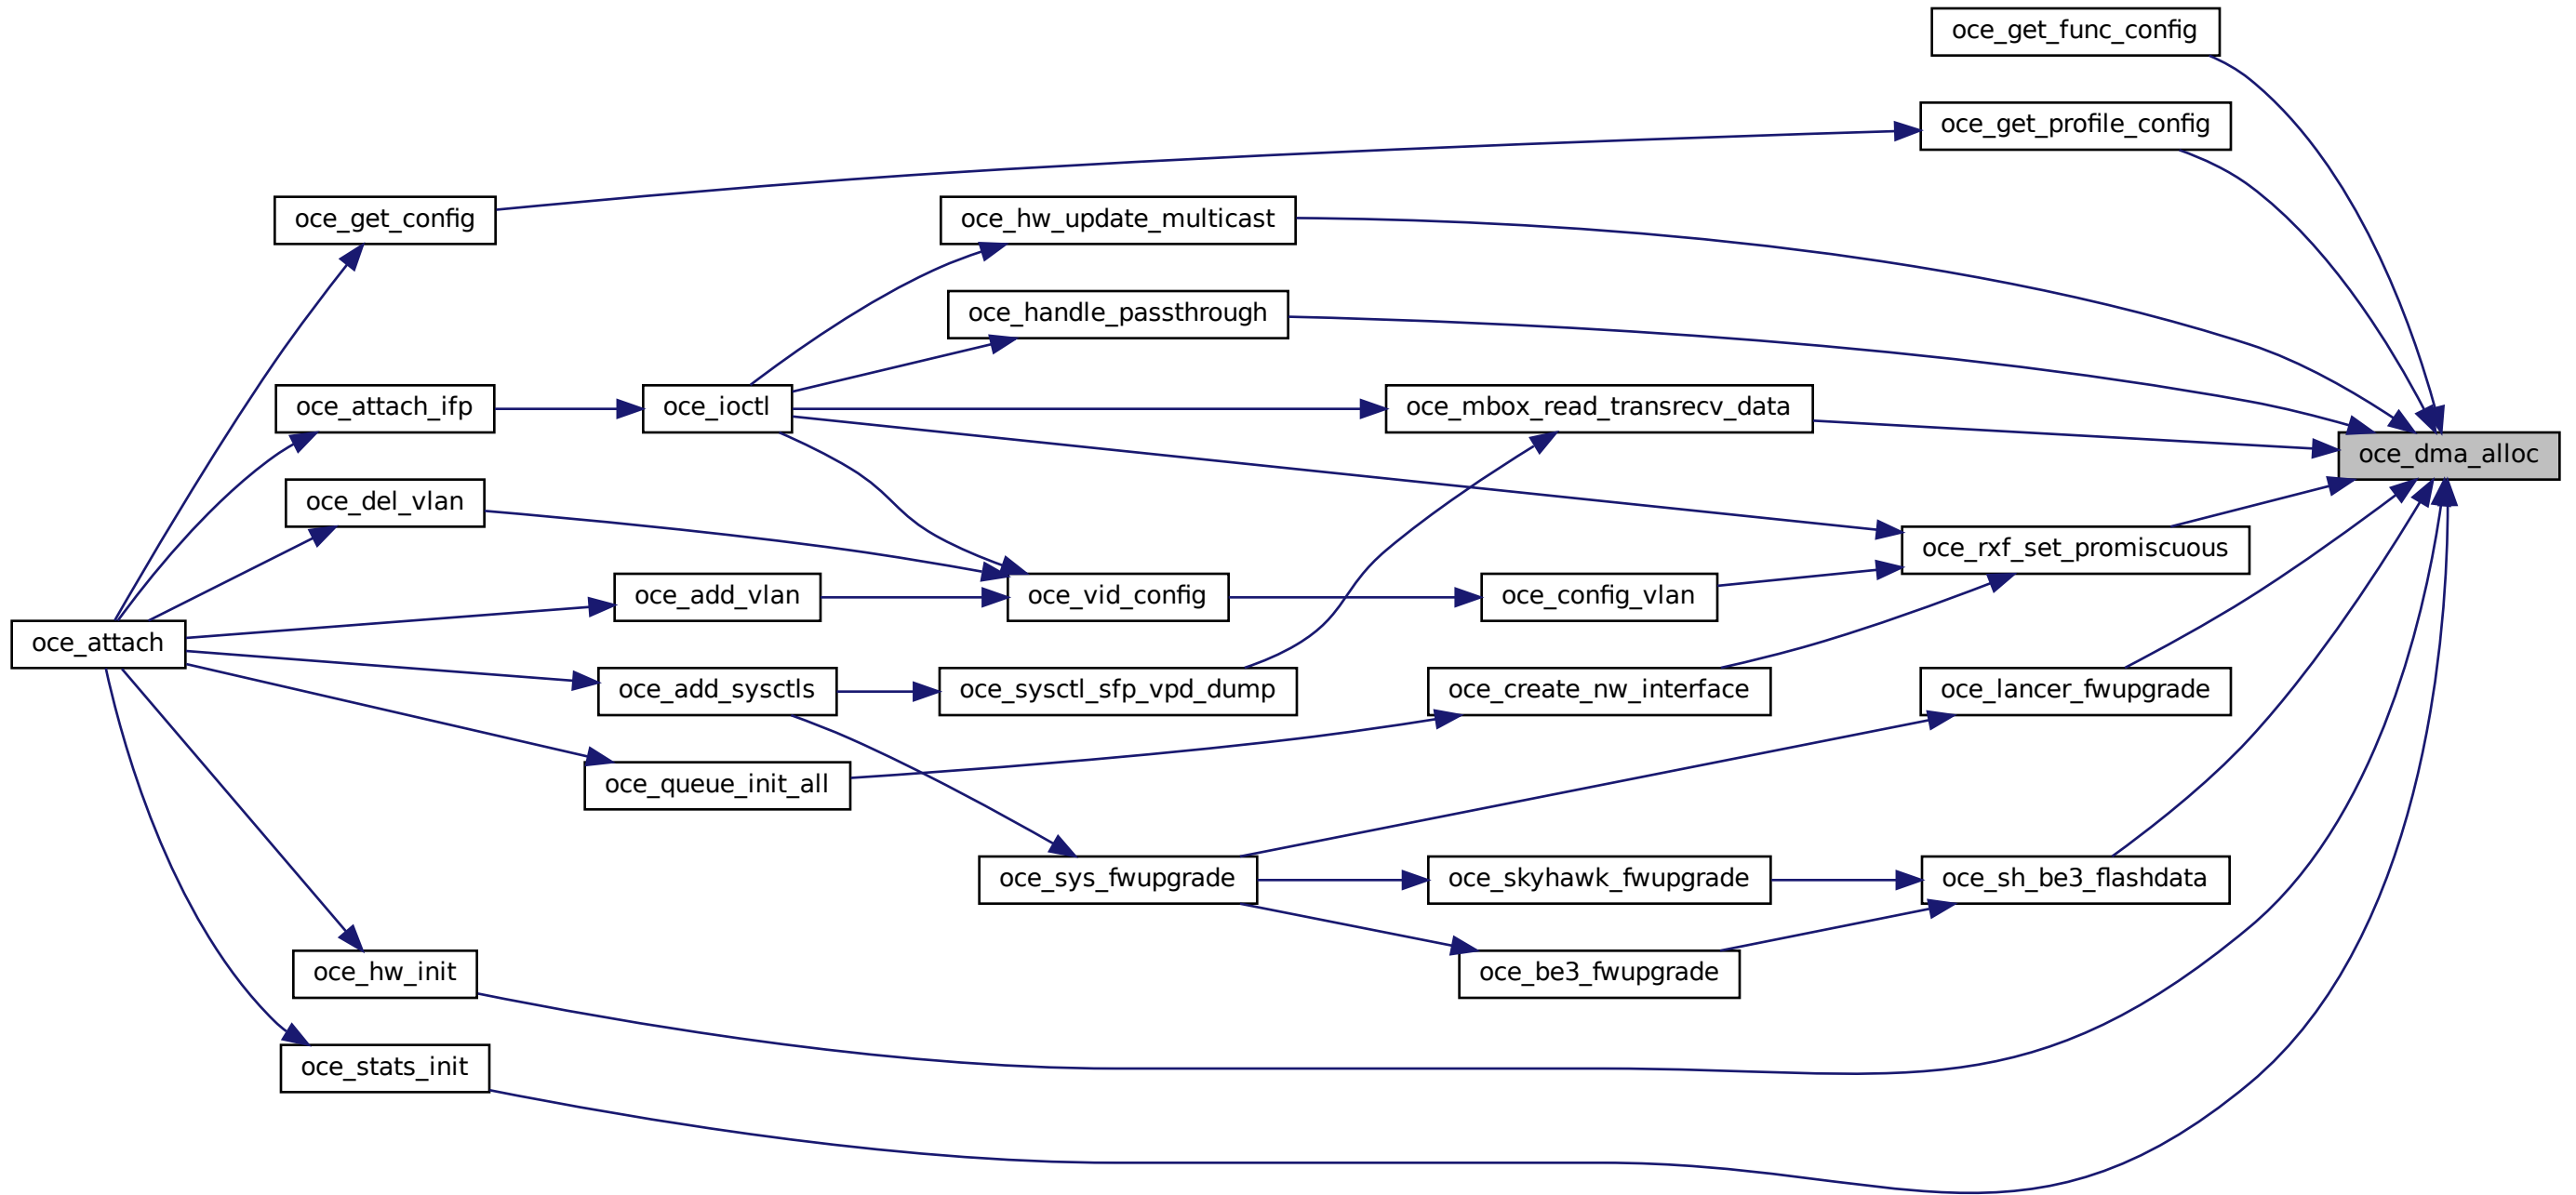 oce_get_func_config
oce_get_profile_config
oce_get_config
oce_hw_update_multicast
oce_handle_passthrough
oce_attach_ifp
oce_ioctl
oce_mbox_read_transrecv_data
oce_dma_alloc
oce_del_vlan
oce_rxf_set_promiscuous
oce_add_vlan
oce_vid_config
oce_config_vlan
oce_attach
oce_add_sysctls
oce_sysctl_sfp_vpd_dump
oce_create_nw_interface
oce_lancer_fwupgrade
oce_queue_init_all
oce_sys_fwupgrade
oce_skyhawk_fwupgrade
oce_sh_be3_flashdata
oce_hw_init
oce_be3_fwupgrade
oce_stats_init